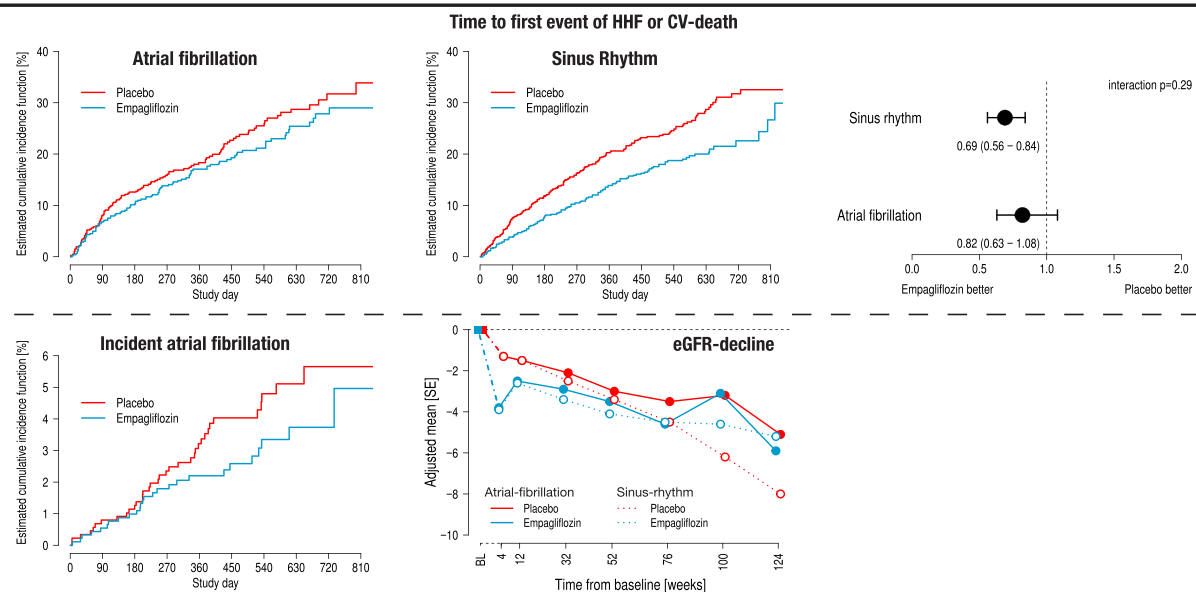 Time to first event of HHF or CV-death
Atrial fibrillation
Estimated cumulative incidence function [%]
40
30
20
10
0
Placebo
Empagliflozin
0 90 180 270 360 450 540 630 720 810
Study day
Sinus Rhythm
Estimated cumulative incidence function [%]
40
30
20
10
0
Placebo
Empagliflozin
0 90 180 270 360 450 540 630 720 810
Study day
interaction p=0.29
Sinus rhythm
0.69 (0.56 – 0.84)
Atrial fibrillation
0.82 (0.63 – 1.08)
0.0 0.5 1.0 1.5 2.0
Empagliflozin better Placebo better
Incident atrial fibrillation
Estimated cumulative incidence function [%]
6
5
4
3
2
1
0
Placebo
Empagliflozin
0 90 180 270 360 450 540 630 720 810
Study day
eGFR-decline
Adjusted mean [SE]
0
−2
−4
−6
−8
−10
Atrial-fibrillation Sinus-rhythm
Placebo Placebo
Empagliflozin Empagliflozin
BL 4 12 32 52 76 100 124
Time from baseline [weeks]